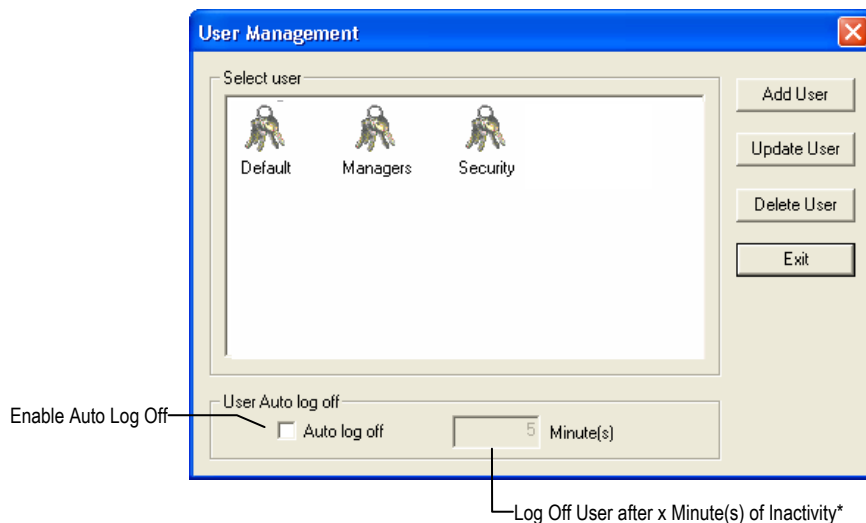 User Management
Select user
Default Managers Security
Add User
Update User
Delete User
Exit
User Auto log off
Enable Auto Log Off
Auto log off 5 Minute(s)
Log Off User after x Minute(s) of Inactivity*